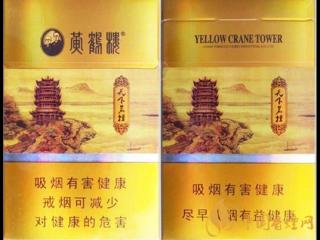 黄鹤楼
天下名楼
吸烟有害健康
戒烟可减少
对健康的危害
YELLOW CRANE TOWER
天下名楼
吸烟有害健康
尽早戒烟有益健康